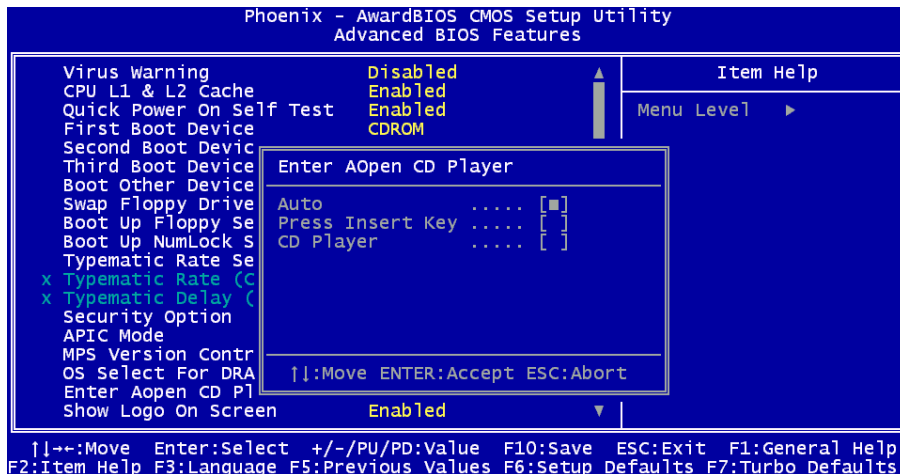 Phoenix - AwardBIOS CMOS Setup Utility
Advanced BIOS Features
Virus Warning Disabled
CPU L1 & L2 Cache Enabled
Quick Power On Self Test Enabled
First Boot Device CDROM
Second Boot Devic
Third Boot Device
Boot Other Device
Swap Floppy Drive
Boot Up Floppy Se
Boot Up NumLock S
Typematic Rate Se
x Typematic Rate (C
x Typematic Delay (
Security Option
APIC Mode
MPS Version Contr
OS Select For DRA
Enter Aopen CD Pl
Show Logo On Screen Enabled
Enter AOpen CD Player
Auto ..... [■]
Press Insert Key ..... [ ]
CD Player ..... [ ]
↑↓:Move ENTER:Accept ESC:Abort
Item Help
Menu Level ▶
↑↓→←:Move Enter:Select +/-/PU/PD:Value F10:Save ESC:Exit F1:General Help
F2:Item Help F3:Language F5:Previous Values F6:Setup Defaults F7:Turbo Defaults